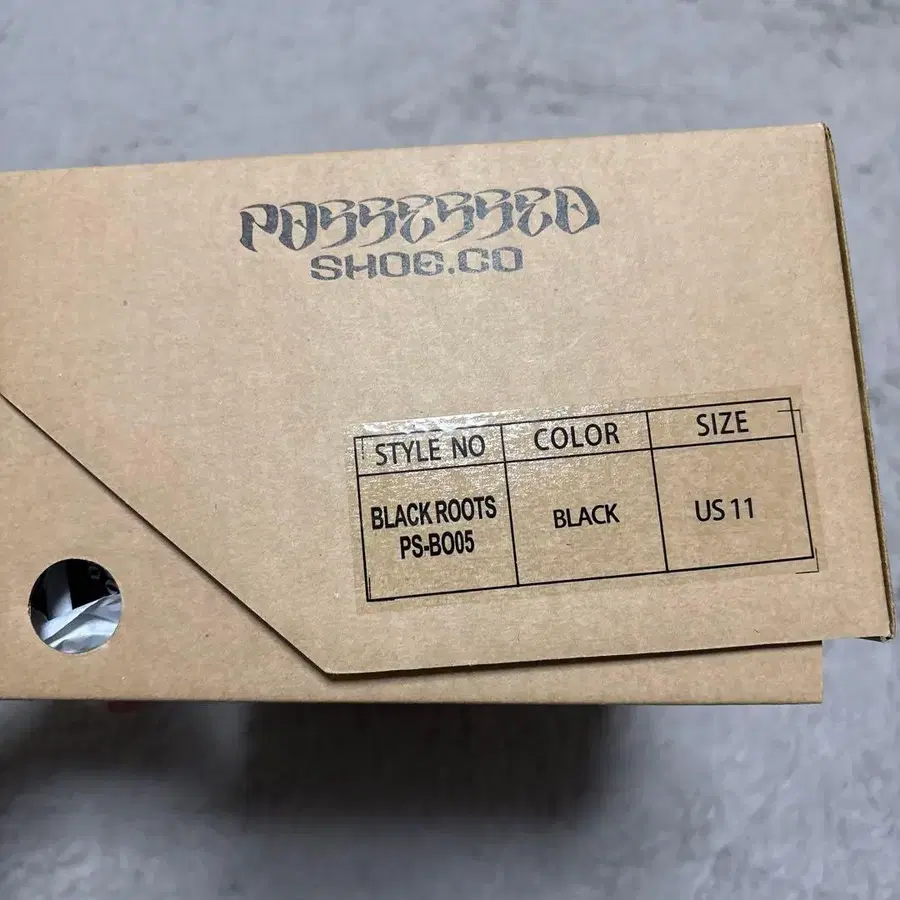 POSSESSED
SHOE.CO
STYLE NO COLOR SIZE
BLACK ROOTS
PS-BO05 BLACK US 11